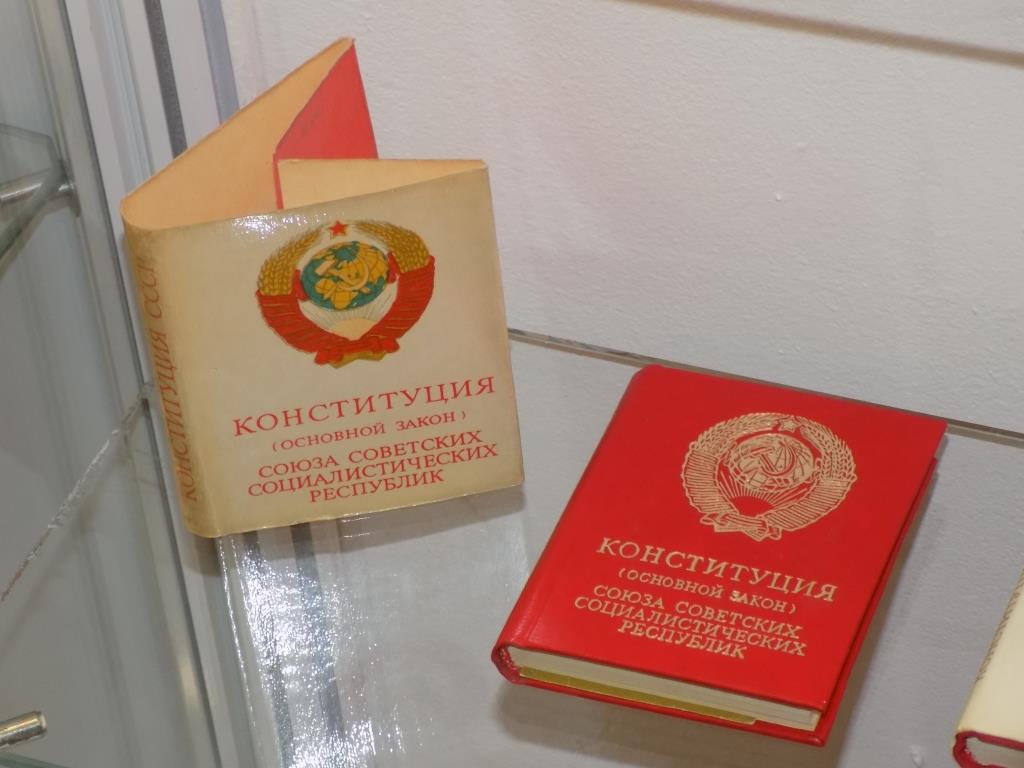 КОНСТИТУЦИЯ СССР
КОНСТИТУЦИЯ
(ОСНОВНОЙ ЗАКОН)
СОЮЗА СОВЕТСКИХ
СОЦИАЛИСТИЧЕСКИХ
РЕСПУБЛИК
КОНСТИТУЦИЯ
(ОСНОВНОЙ ЗАКОН)
СОЮЗА СОВЕТСКИХ
СОЦИАЛИСТИЧЕСКИХ
РЕСПУБЛИК